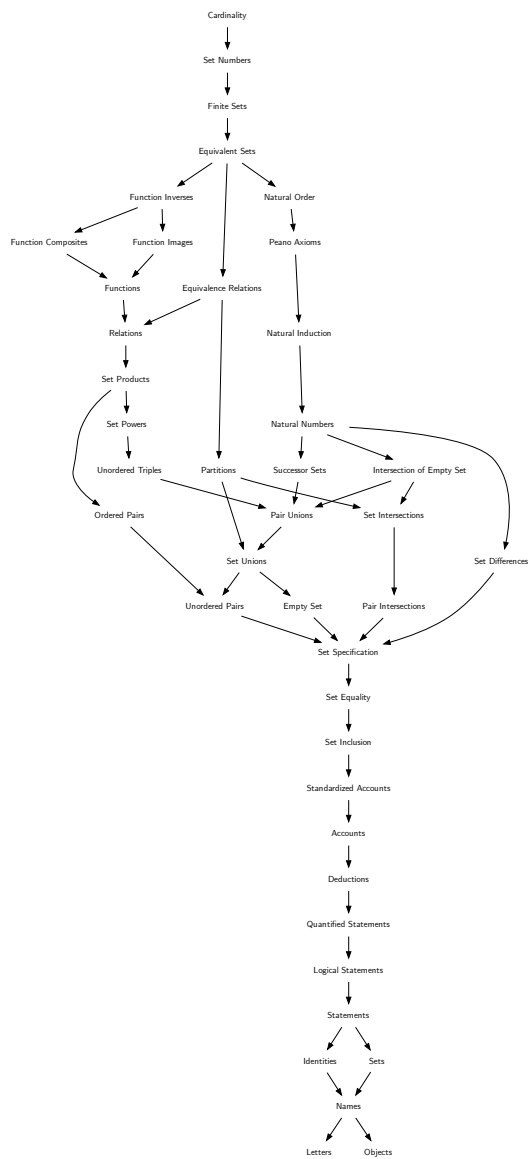 Cardinality
Set Numbers
Finite Sets
Equivalent Sets
Function Inverses
Natural Order
Function Composites
Function Images
Peano Axioms
Functions
Equivalence Relations
Relations
Natural Induction
Set Products
Set Powers
Natural Numbers
Unordered Triples
Partitions
Successor Sets
Intersection of Empty Set
Ordered Pairs
Pair Unions
Set Intersections
Set Unions
Set Differences
Unordered Pairs
Empty Set
Pair Intersections
Set Specification
Set Equality
Set Inclusion
Standardized Accounts
Accounts
Deductions
Quantified Statements
Logical Statements
Statements
Identities
Sets
Names
Letters
Objects